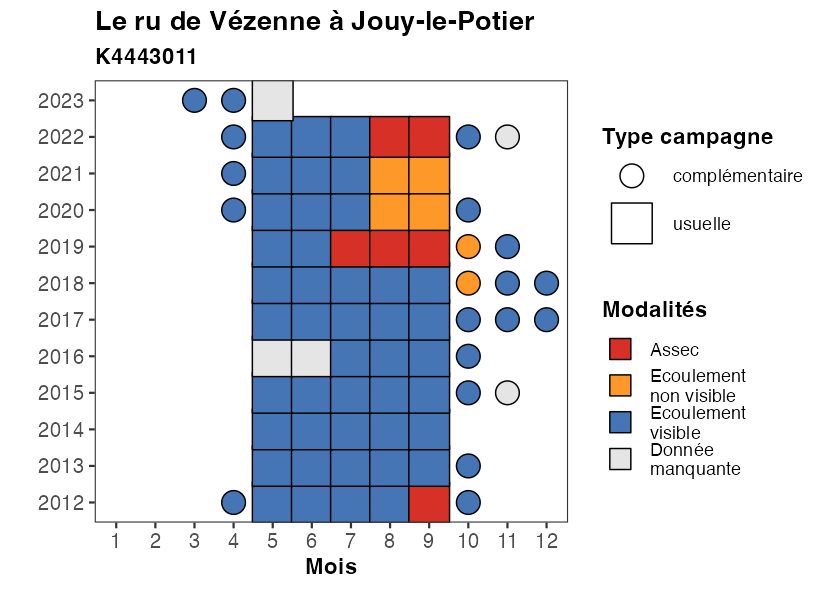 Le ru de Vézenne à Jouy-le-Potier
K4443011
2023
2022
2021
2020
2019
2018
2017
2016
2015
2014
2013
2012
1 2 3 4 5 6 7 8 9 10 11 12
Mois
Type campagne
complémentaire
usuelle
Modalités
Assec
Ecoulement
non visible
Ecoulement
visible
Donnée
manquante